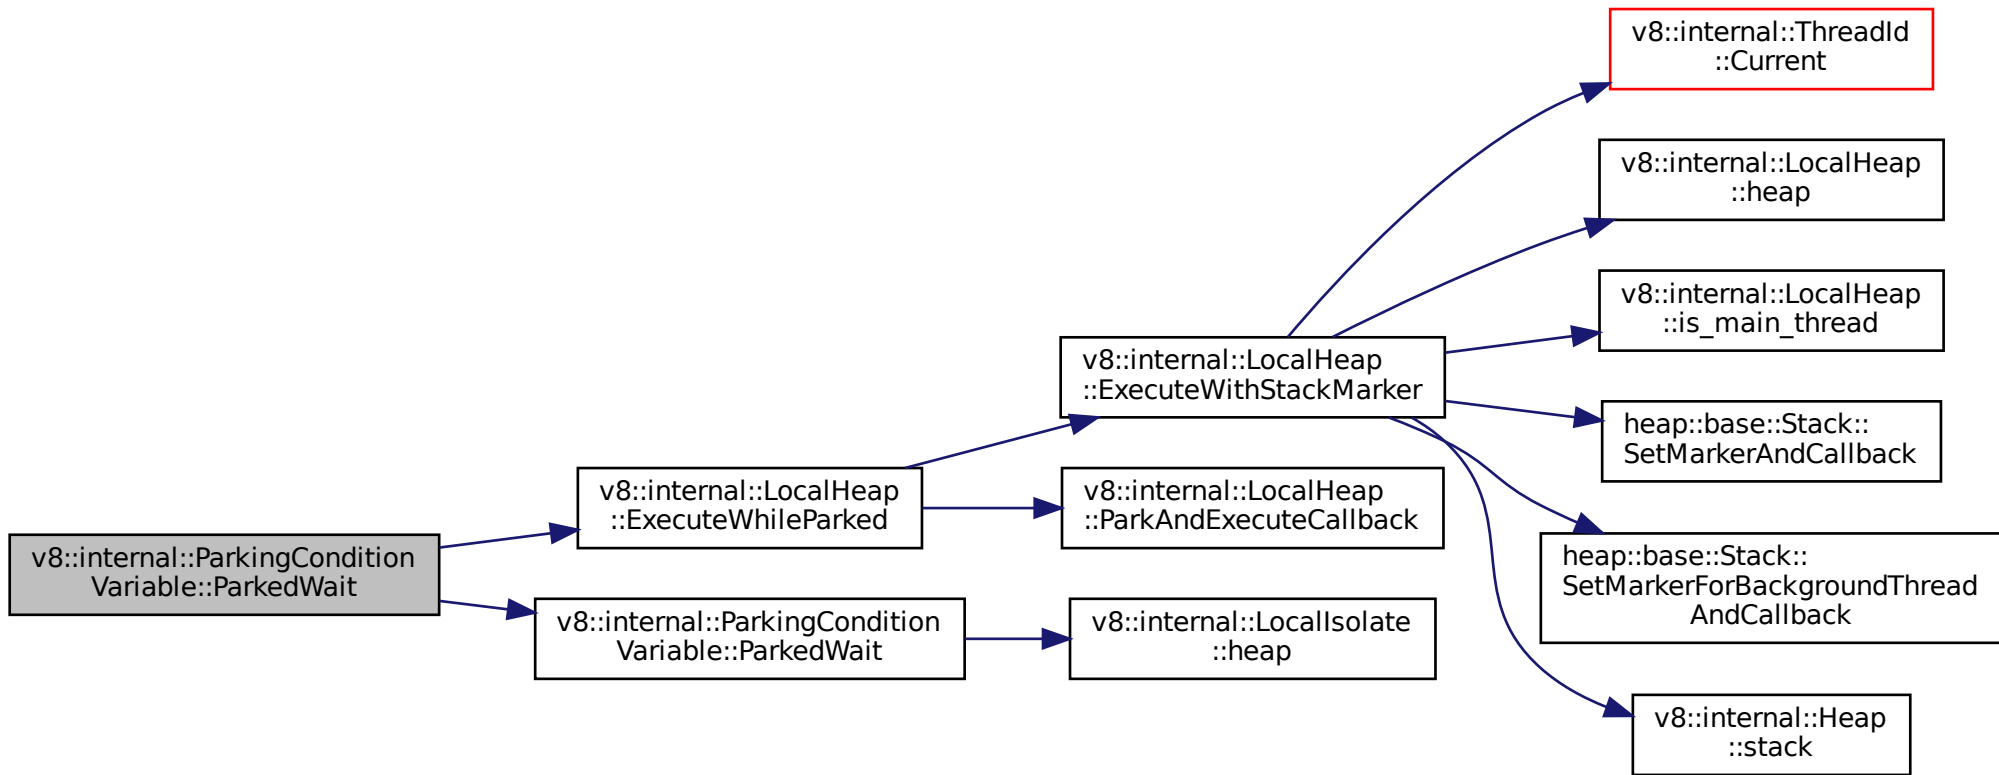 v8::internal::ThreadId
::Current
v8::internal::LocalHeap
::heap
v8::internal::LocalHeap
::is_main_thread
v8::internal::LocalHeap
::ExecuteWithStackMarker
heap::base::Stack::
SetMarkerAndCallback
v8::internal::LocalHeap
::ExecuteWhileParked
v8::internal::LocalHeap
::ParkAndExecuteCallback
v8::internal::ParkingCondition
Variable::ParkedWait
heap::base::Stack::
SetMarkerForBackgroundThread
AndCallback
v8::internal::ParkingCondition
Variable::ParkedWait
v8::internal::LocalIsolate
::heap
v8::internal::Heap
::stack